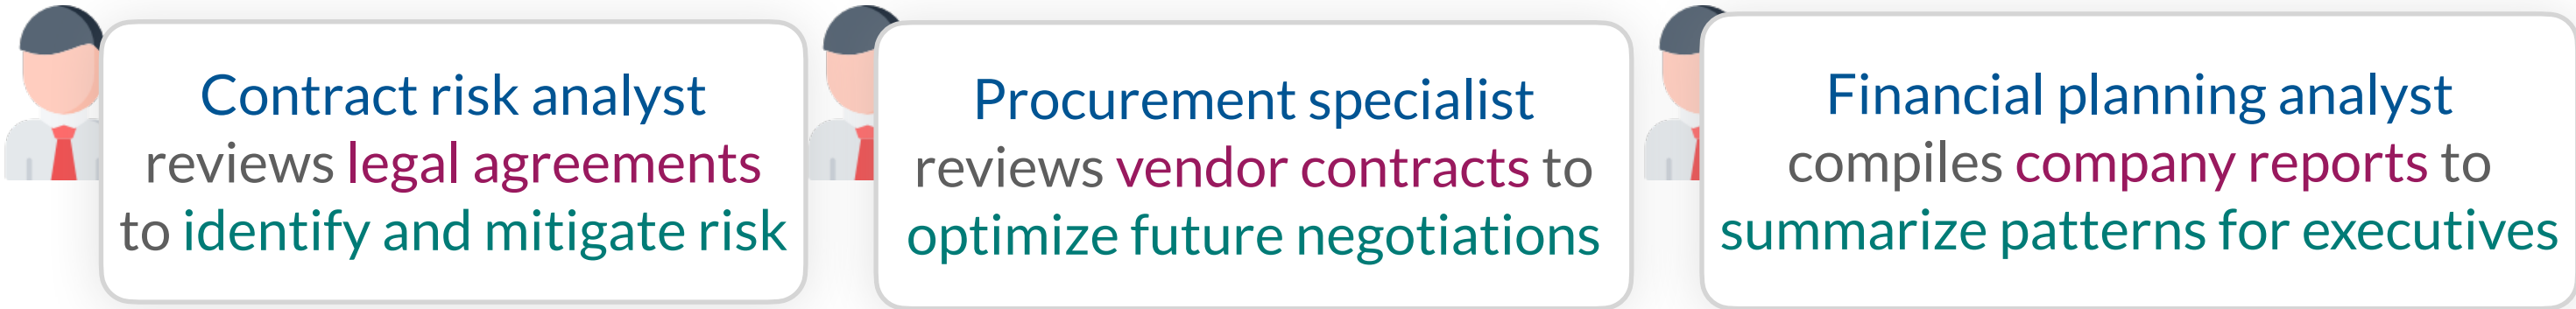 Contract risk analyst
reviews legal agreements
to identify and mitigate risk
Procurement specialist
reviews vendor contracts to
optimize future negotiations
Financial planning analyst
compiles company reports to
summarize patterns for executives